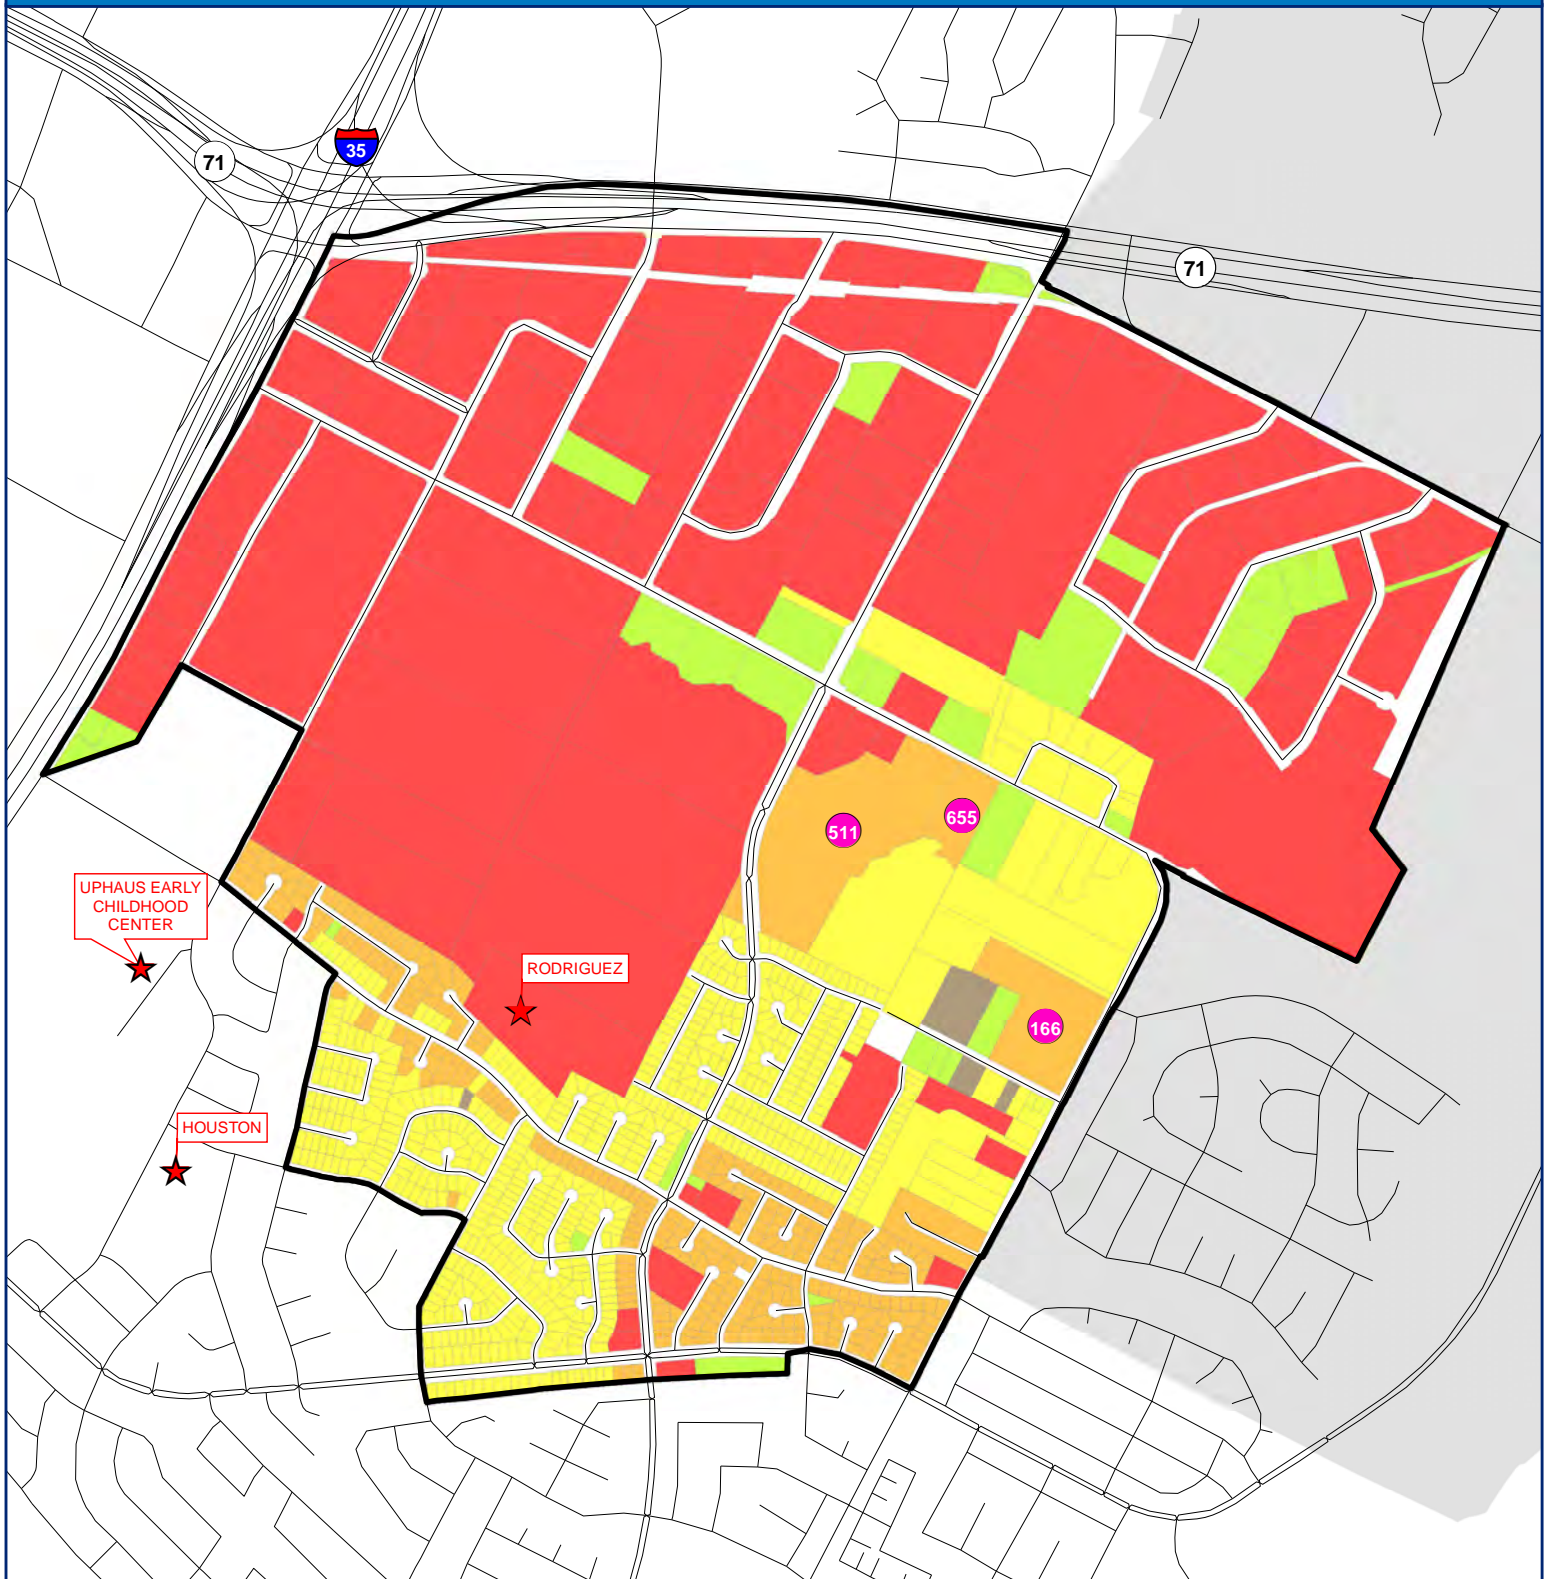 35
71
71
655
511
UPHAUS EARLY
CHILDHOOD
CENTER
RODRIGUEZ
166
HOUSTON